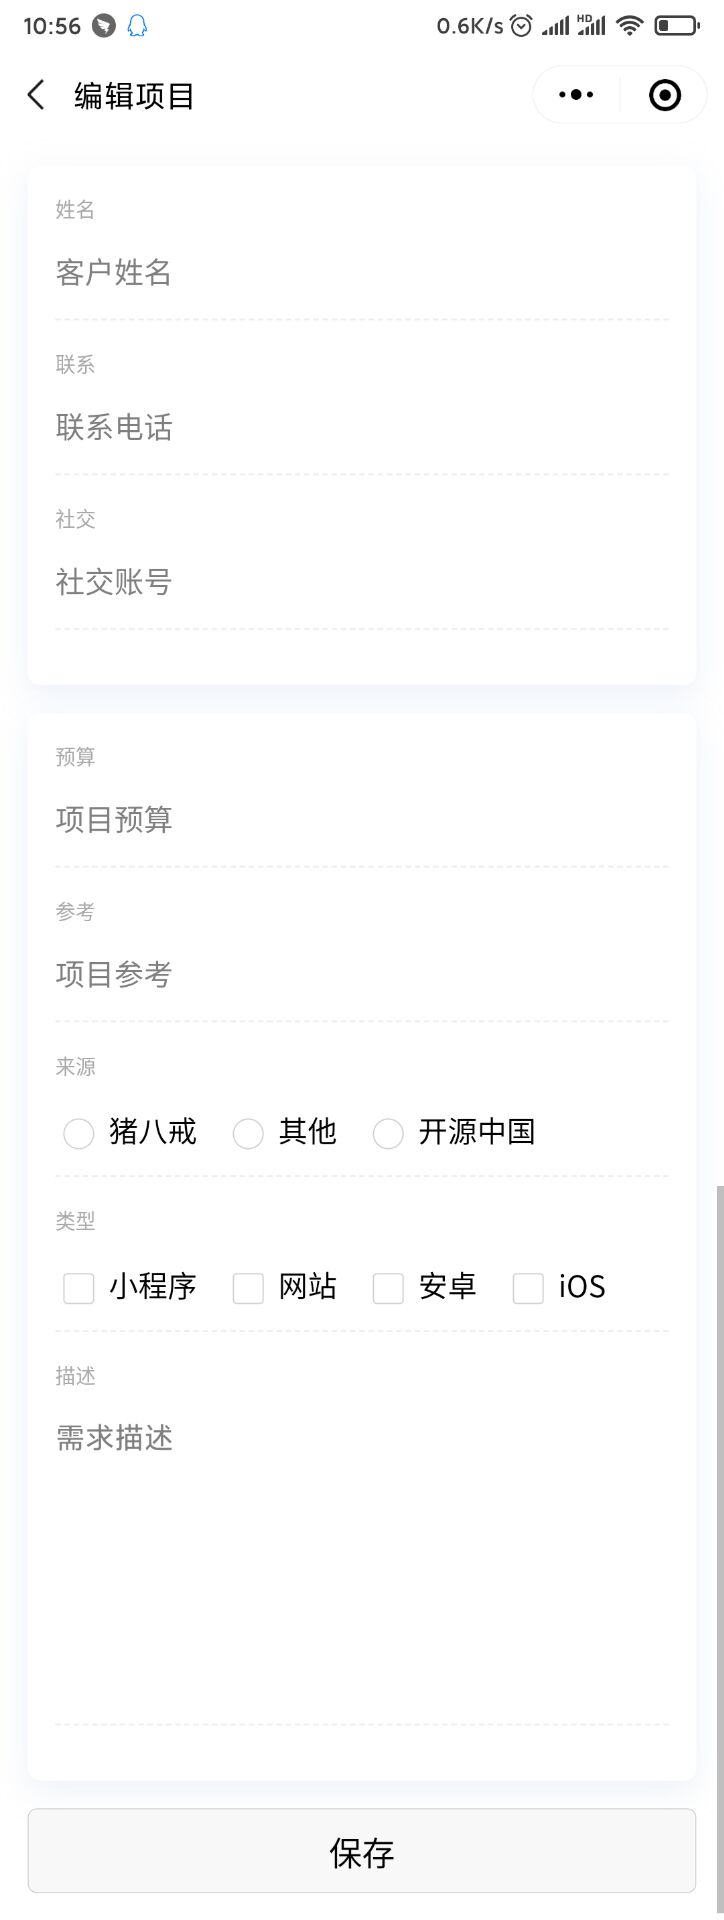 10:56 0.6K/s HD
编辑项目
姓名
客户姓名
联系
联系电话
社交
社交账号
预算
项目预算
参考
项目参考
来源
猪八戒 其他 开源中国
类型
小程序 网站 安卓 iOS
描述
需求描述
保存